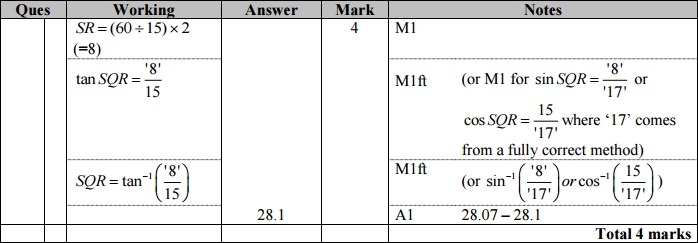 Ques Working Answer Mark Notes
SR = (60 ÷ 15) × 2 4 M1
(=8)
tan SQR = '8'/15 M1ft (or M1 for sin SQR = '8'/'17' or
cos SQR = 15/'17' where ‘17’ comes
from a fully correct method)
SQR = tan⁻¹('8'/15) M1ft (or sin⁻¹('8'/'17') or cos⁻¹(15/'17') )
28.1 A1 28.07 – 28.1
Total 4 marks